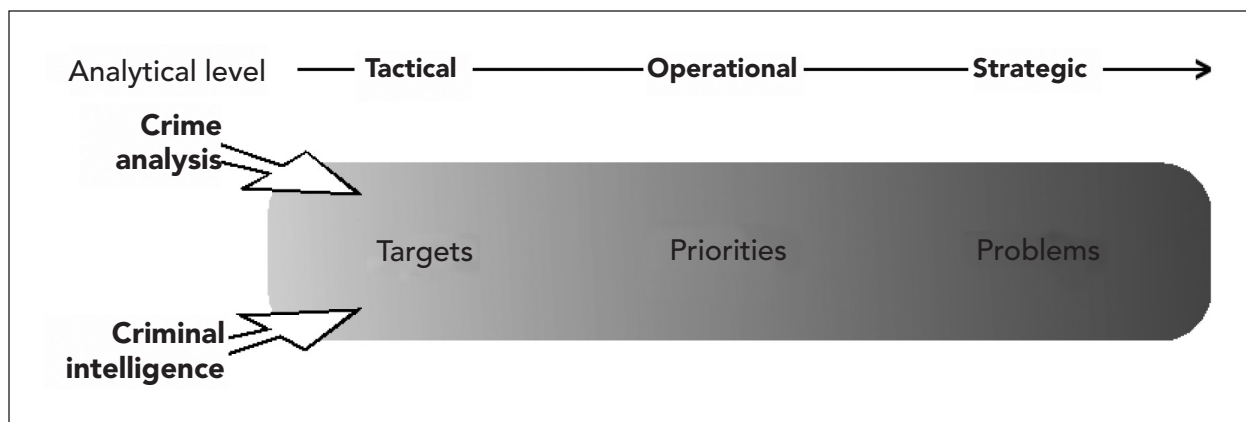 Analytical level Tactical Operational Strategic
Crime
analysis
Targets Priorities Problems
Criminal
intelligence